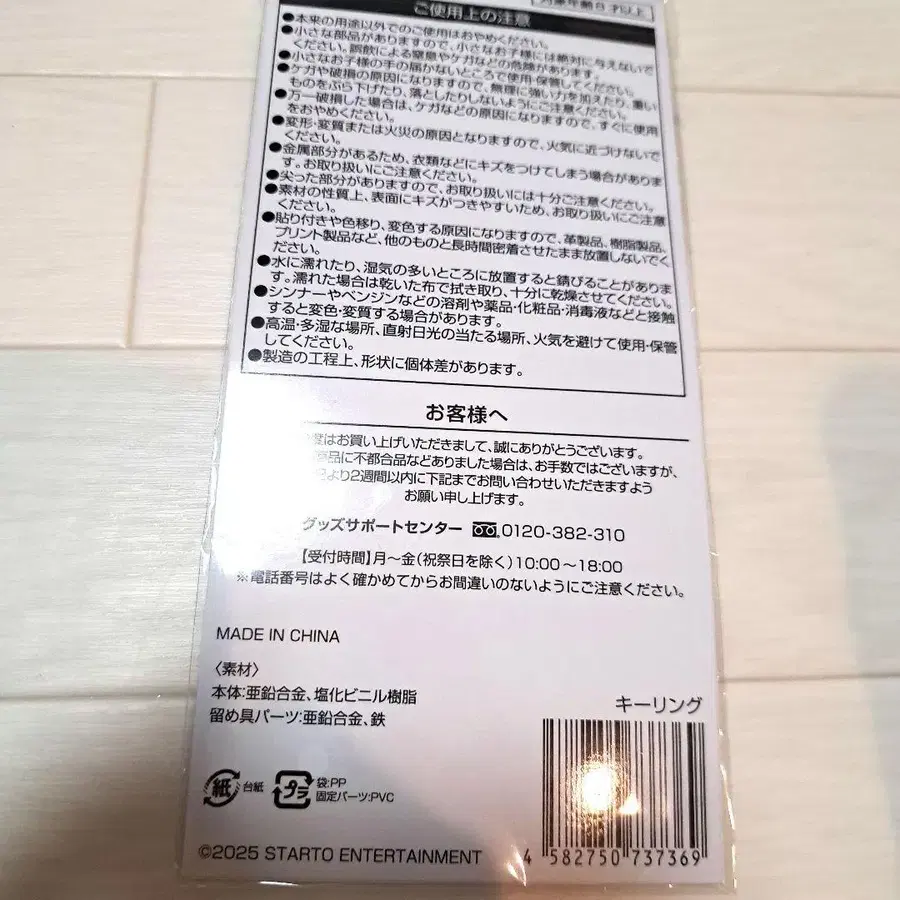 対象年齢8才以上
ご使用上の注意
●本来の用途以外でのご使用はおやめください。
●小さな部品がありますので、小さなお子様には絶対に与えないで
ください。誤飲による窒息やケガなどの危険があります。
●小さなお子様の手の届かないところで使用・保管してください。
●ケガや破損の原因になりますので、無理に強い力を加えたり、重い
ものをぶら下げたり、落としたりしないようにご注意ください。
●万一破損した場合は、ケガなどの原因になりますので、すぐに使用
をおやめください。
●変形・変質または火災の原因となりますので、火気に近づけないで
ください。
●金属部分があるため、衣類などにキズをつけてしまう場合がありま
す。お取り扱いにご注意ください。
●尖った部分がありますので、お取り扱いには十分ご注意ください。
●素材の性質上、表面にキズがつきやすいため、お取り扱いにご注意
ください。
●貼り付きや色移り、変色する原因になりますので、革製品、樹脂製品、
プリント製品など、他のものと長時間密着させたまま放置しないでく
ださい。
●水に濡れたり、湿気の多いところに放置すると錆びることがありま
す。濡れた場合は乾いた布で拭き取り、十分に乾燥させてください。
●シンナーやベンジンなどの溶剤や薬品・化粧品・消毒液などと接触
すると変色・変質する場合があります。
●高温・多湿な場所、直射日光の当たる場所、火気を避けて使用・保管
してください。
●製造の工程上、形状に個体差があります。
お客様へ
度はお買い上げいただきまして、誠にありがとうございます。
商品に不都合品などありました場合は、お手数ではございますが、
より2週間以内に下記までお問い合わせいただきますよう
お願い申し上げます。
グッズサポートセンター 0120-382-310
【受付時間】月～金(祝祭日を除く)10:00～18:00
※電話番号はよく確かめてからお間違いのないようにご注意ください。
MADE IN CHINA
〈素材〉
本体:亜鉛合金、塩化ビニル樹脂
留め具パーツ:亜鉛合金、鉄
キーリング
紙 台紙
プラ 袋:PP
固定パーツ:PVC
©2025 STARTO ENTERTAINMENT
4 582750 737369